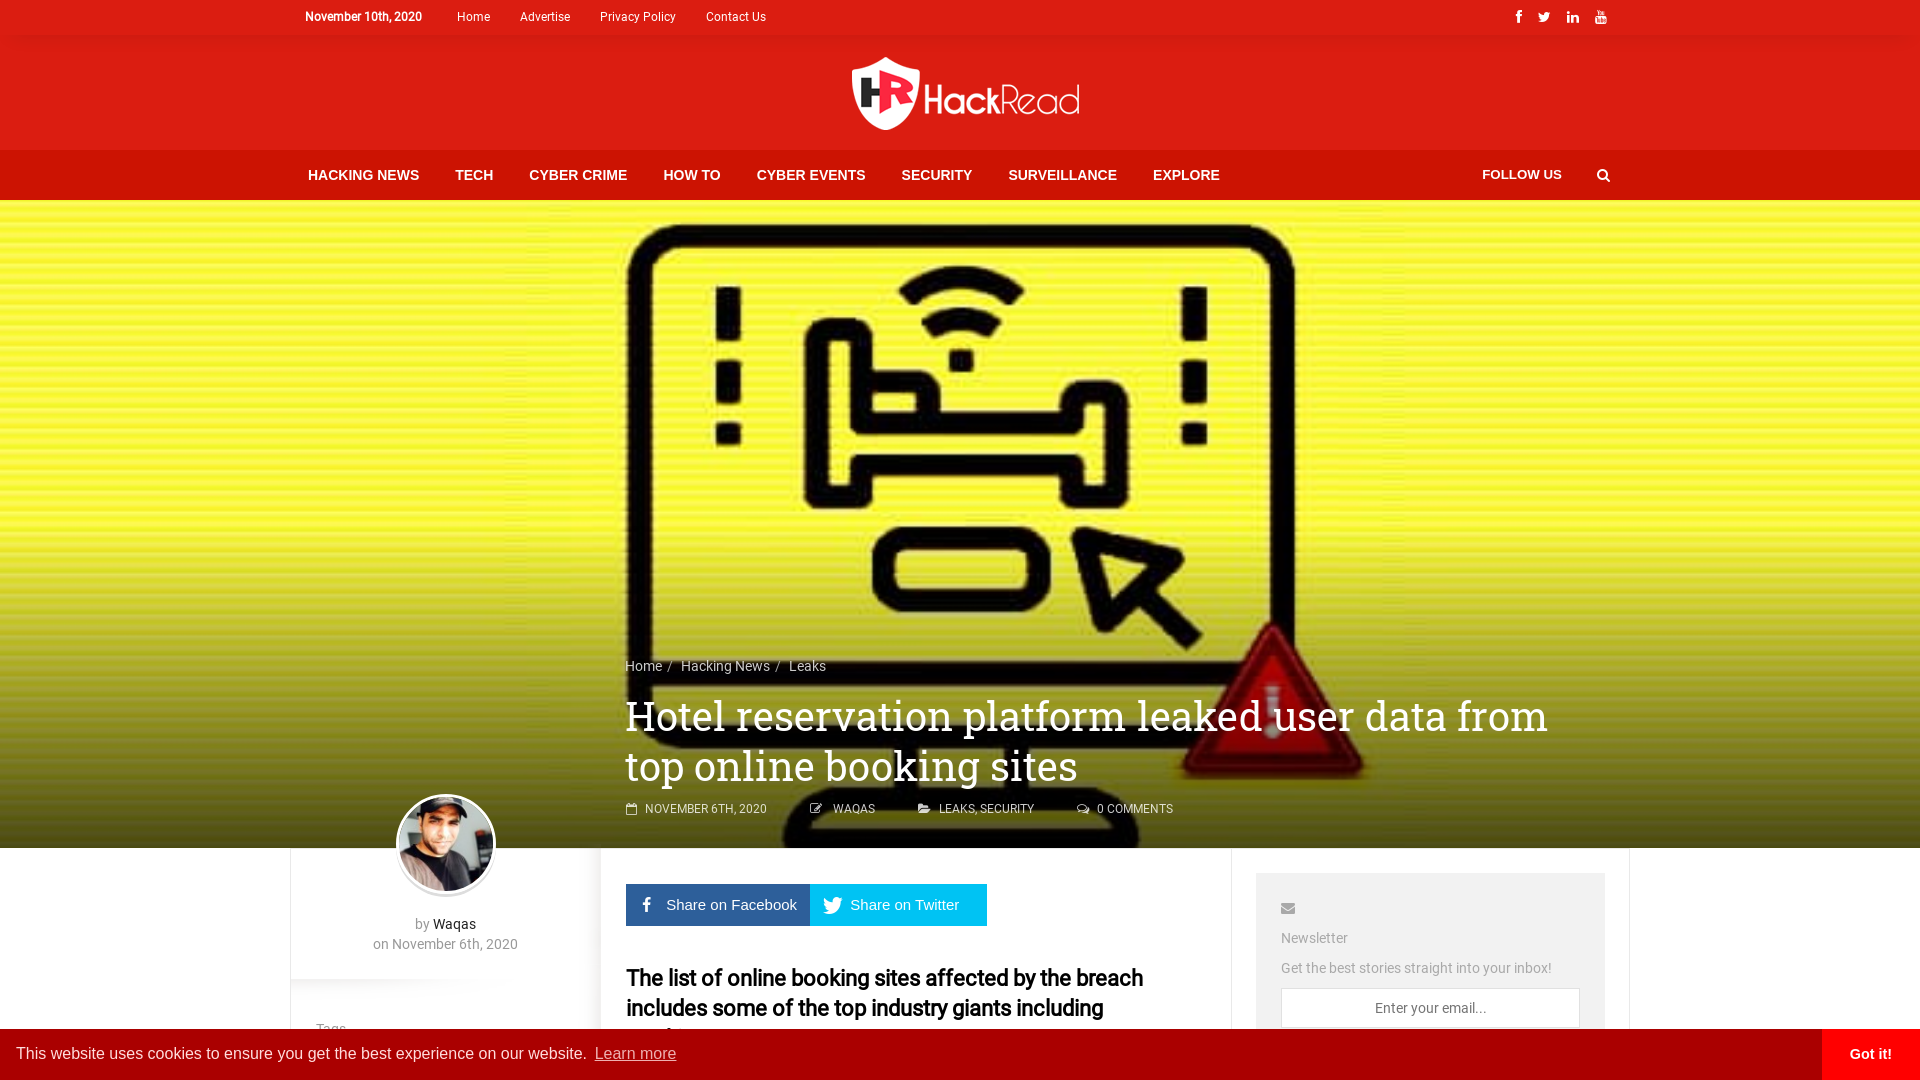 November 10th, 2020 Home Advertise Privacy Policy Contact Us
HR HackRead
HACKING NEWS TECH CYBER CRIME HOW TO CYBER EVENTS SECURITY SURVEILLANCE EXPLORE FOLLOW US
Home / Hacking News / Leaks
Hotel reservation platform leaked user data from
top online booking sites
NOVEMBER 6TH, 2020 WAQAS LEAKS, SECURITY 0 COMMENTS
by Waqas
on November 6th, 2020
Tags
Share on Facebook Share on Twitter
The list of online booking sites affected by the breach
includes some of the top industry giants including
Newsletter
Get the best stories straight into your inbox!
Enter your email...
This website uses cookies to ensure you get the best experience on our website. Learn more Got it!